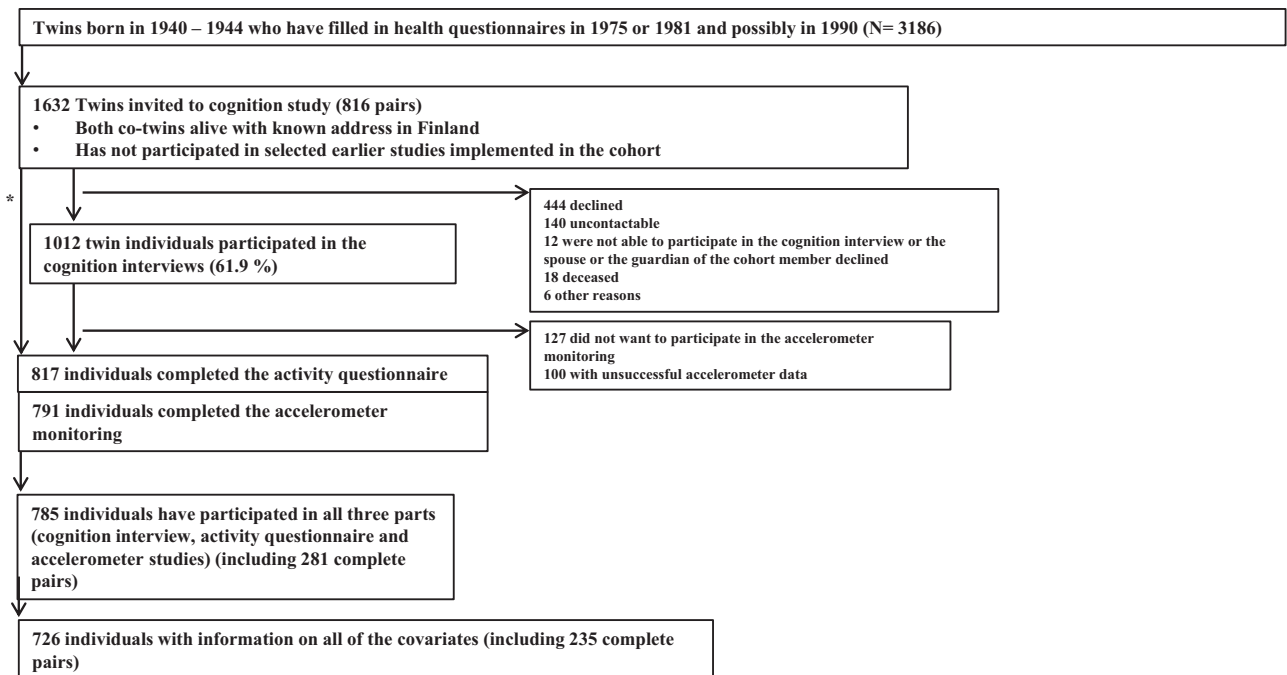 Twins born in 1940 – 1944 who have filled in health questionnaires in 1975 or 1981 and possibly in 1990 (N= 3186)
1632 Twins invited to cognition study (816 pairs)
• Both co-twins alive with known address in Finland
• Has not participated in selected earlier studies implemented in the cohort
*
444 declined
140 uncontactable
12 were not able to participate in the cognition interview or the
spouse or the guardian of the cohort member declined
18 deceased
6 other reasons
1012 twin individuals participated in the
cognition interviews (61.9 %)
127 did not want to participate in the accelerometer
monitoring
100 with unsuccessful accelerometer data
817 individuals completed the activity questionnaire
791 individuals completed the accelerometer
monitoring
785 individuals have participated in all three parts
(cognition interview, activity questionnaire and
accelerometer studies) (including 281 complete
pairs)
726 individuals with information on all of the covariates (including 235 complete
pairs)